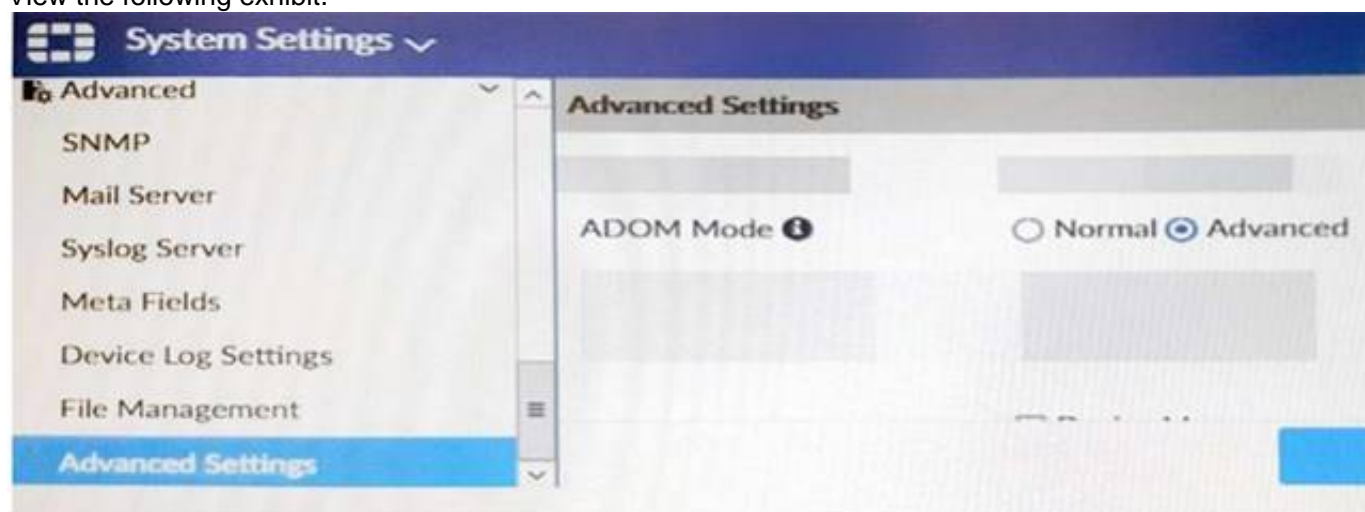 View the following exhibit.
System Settings
Advanced
Advanced Settings
SNMP
Mail Server
ADOM Mode
Normal Advanced
Syslog Server
Meta Fields
Device Log Settings
File Management
Advanced Settings